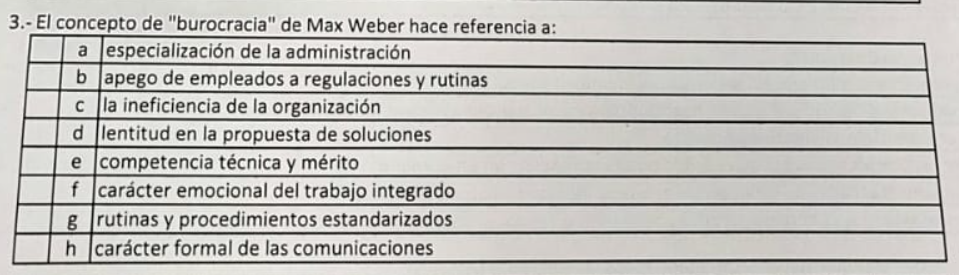 3.- El concepto de "burocracia" de Max Weber hace referencia a:
a especialización de la administración
b apego de empleados a regulaciones y rutinas
c la ineficiencia de la organización
d lentitud en la propuesta de soluciones
e competencia técnica y mérito
f carácter emocional del trabajo integrado
g rutinas y procedimientos estandarizados
h carácter formal de las comunicaciones